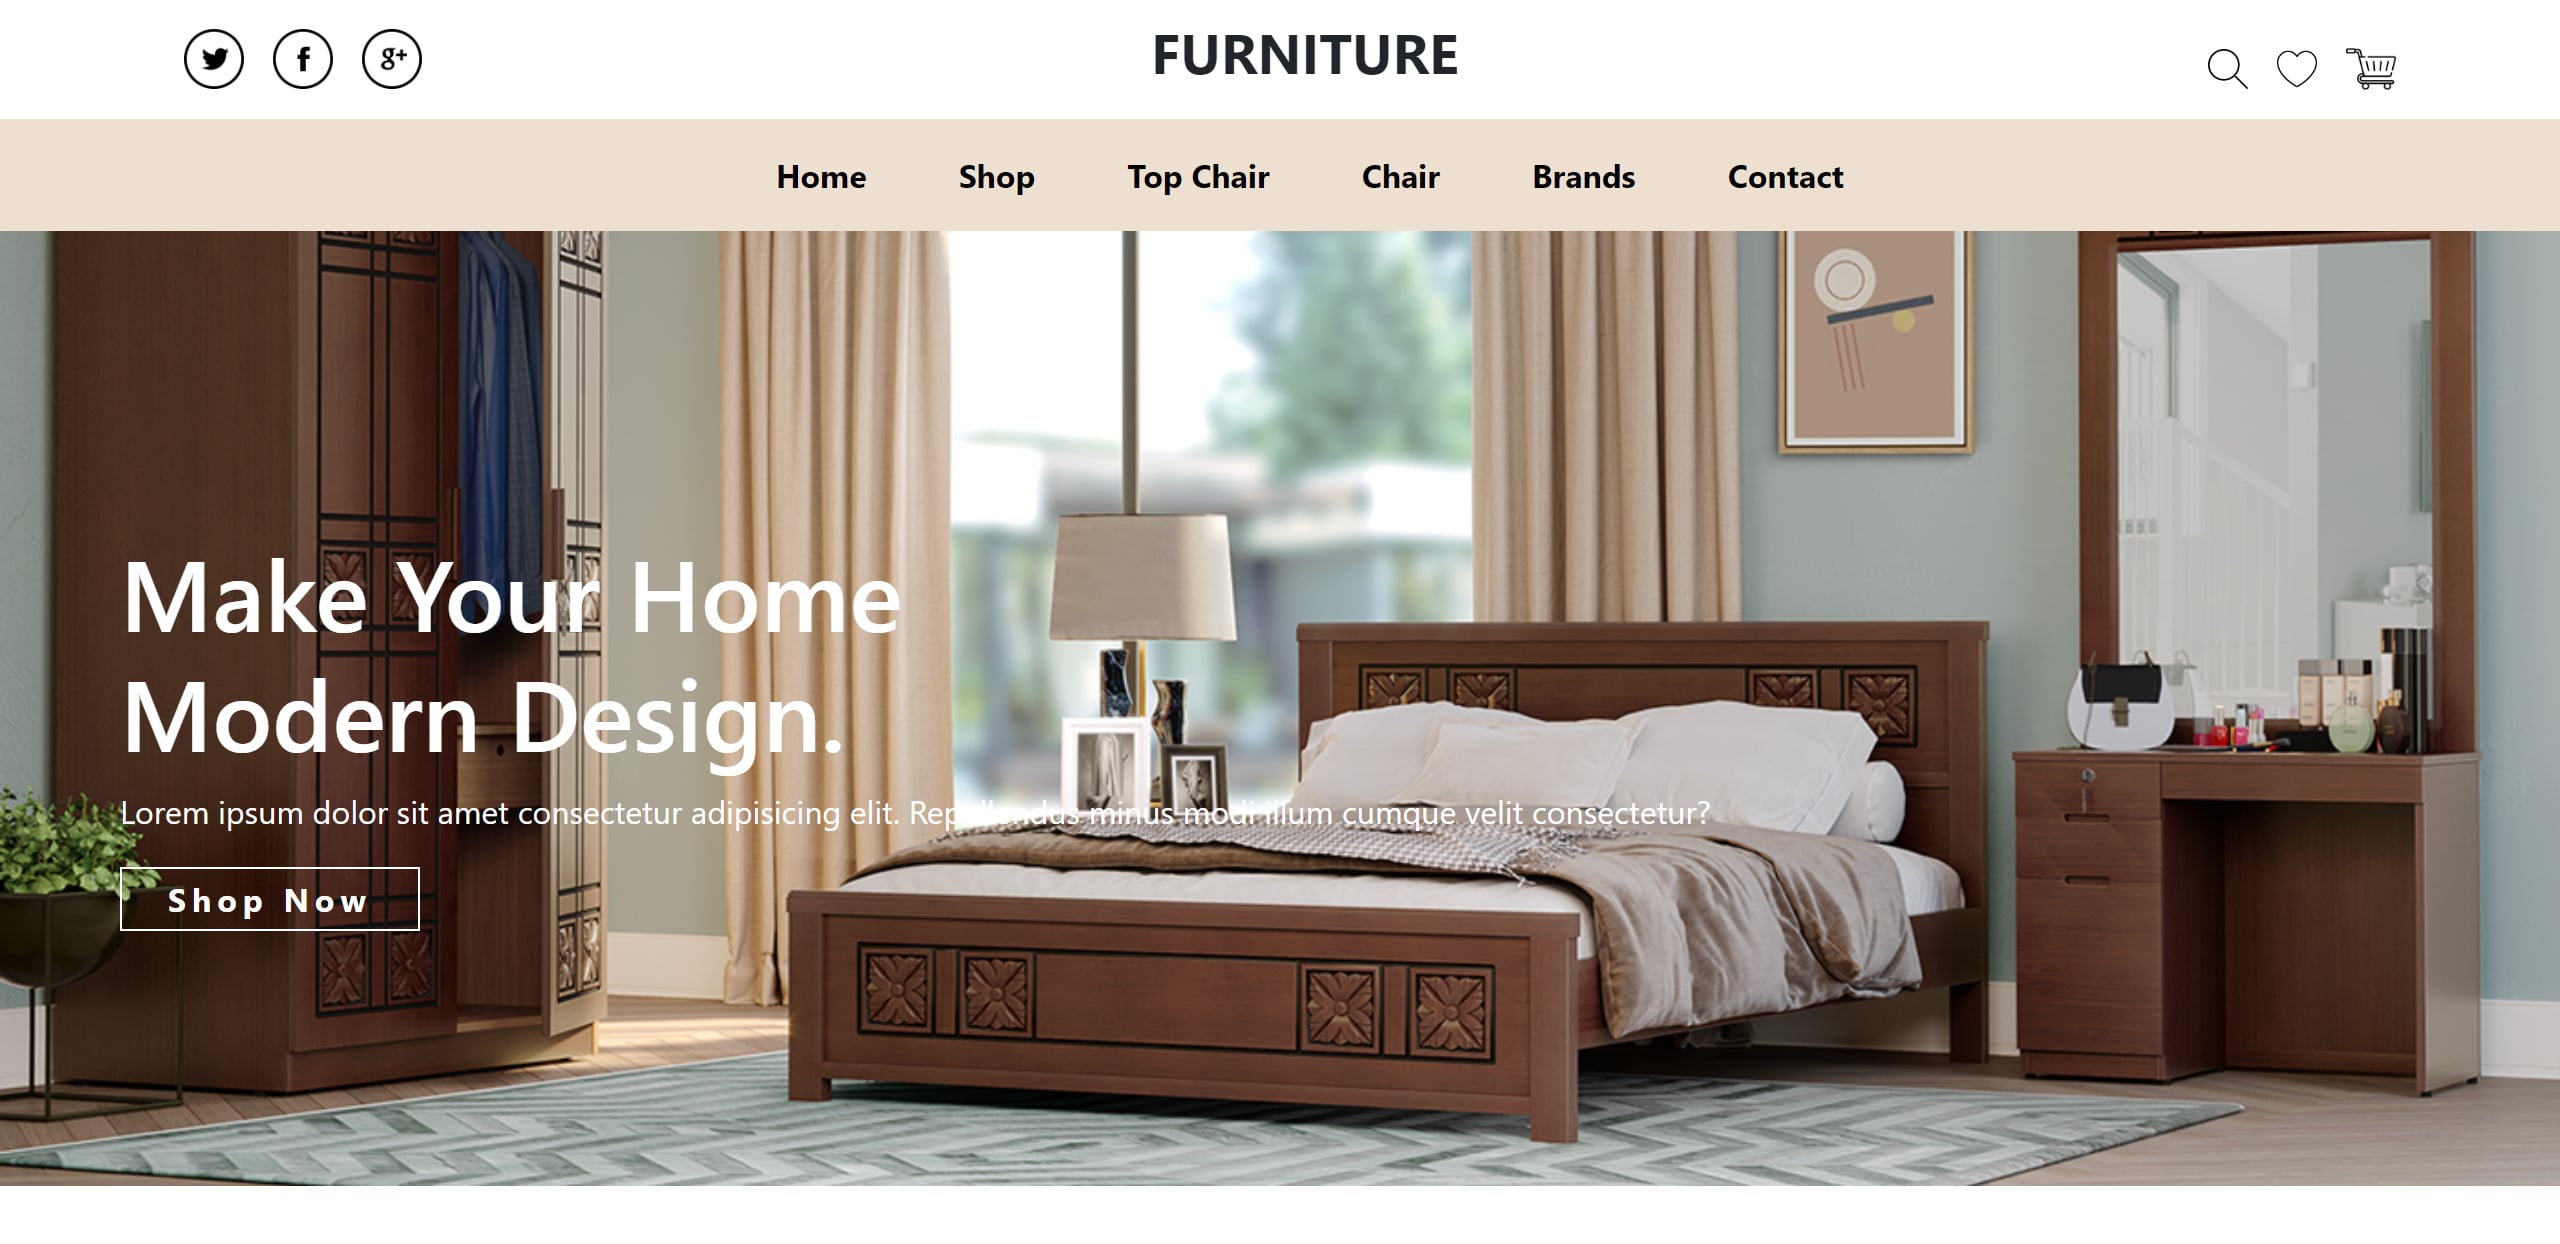 FURNITURE
Home Shop Top Chair Chair Brands Contact
Make Your Home
Modern Design.
Lorem ipsum dolor sit amet consectetur adipisicing elit. Repellendus minus modi illum cumque velit consectetur?
Shop Now